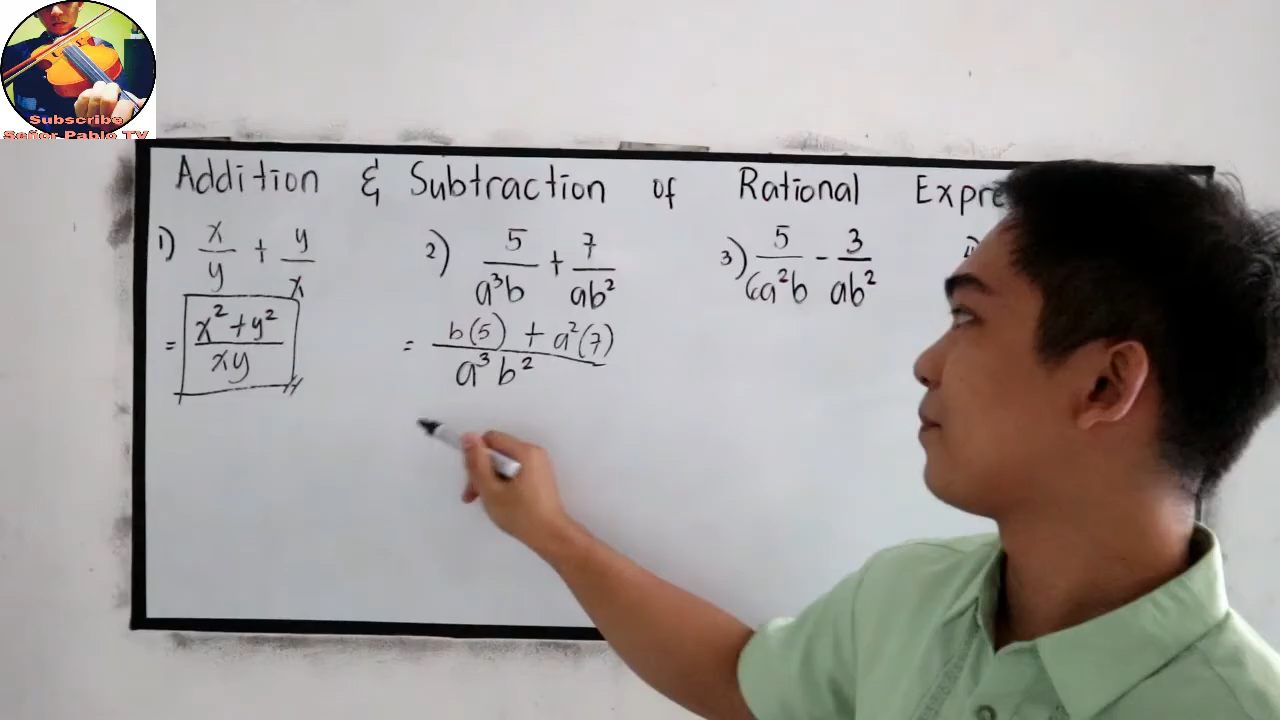 Subscribe
Señor Pablo TV
Addition & Subtraction of Rational Expre
1) x/y + y/x
= (x² + y²)/(xy)
2) 5/(a³b) + 7/(ab²)
= (b(5) + a²(7))/(a³b²)
3) 5/(6a²b) - 3/(ab²)